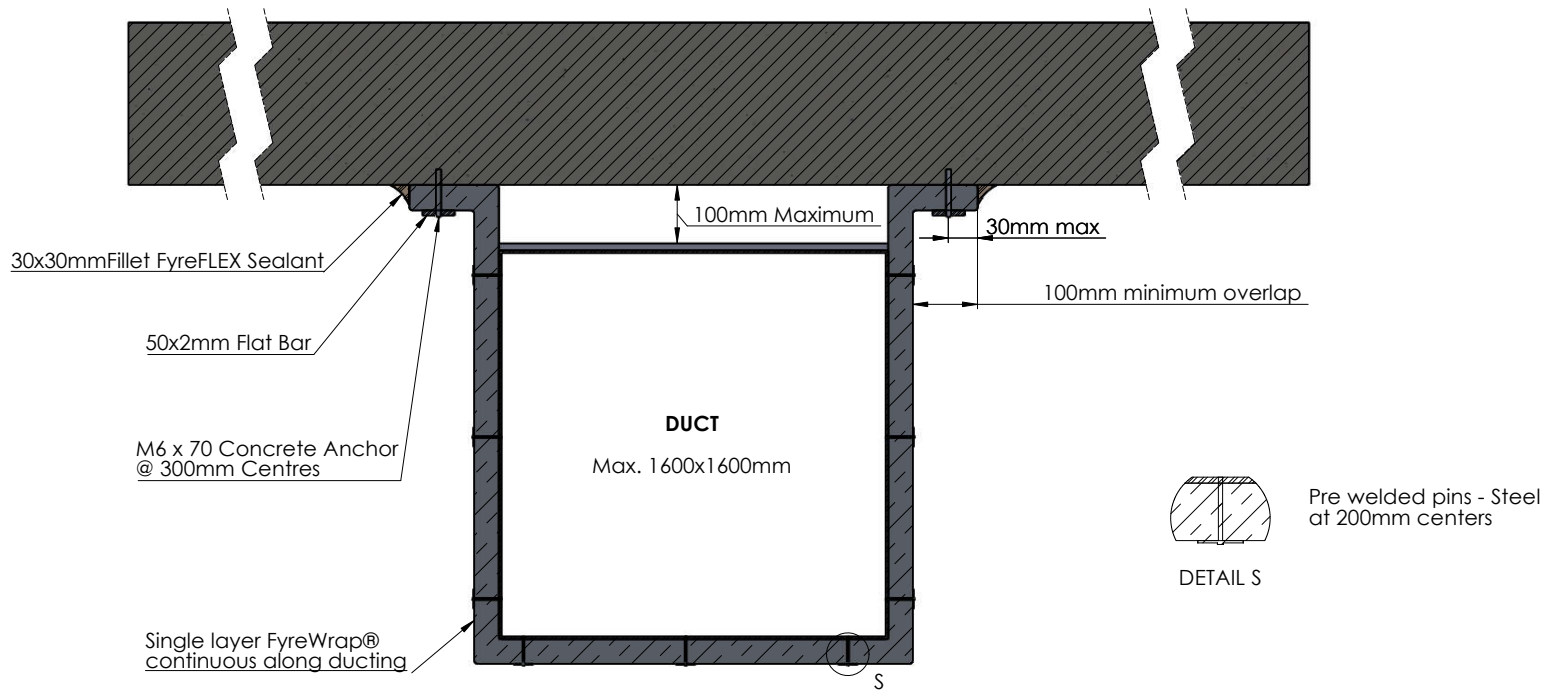 100mm Maximum
30mm max
30x30mmFillet FyreFLEX Sealant
100mm minimum overlap
50x2mm Flat Bar
DUCT
Max. 1600x1600mm
M6 x 70 Concrete Anchor
@ 300mm Centres
Pre welded pins - Steel
at 200mm centers
DETAIL S
Single layer FyreWrap®
continuous along ducting
S